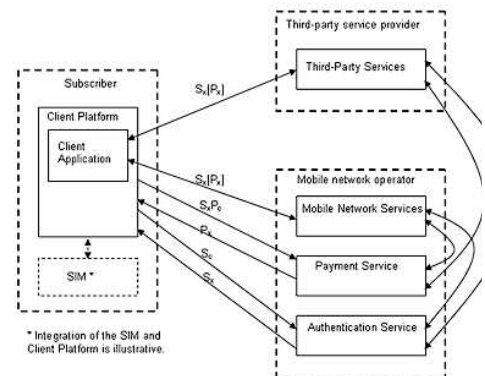 Third-party service provider
Third-Party Services
Subscriber
Client Platform
Client
Application
Sx[Px]
Sx[Px]
Mobile network operator
Mobile Network Services
SxPc
Px
Payment Service
Sc
Sx
SIM *
Authentication Service
* Integration of the SIM and
Client Platform is illustrative.